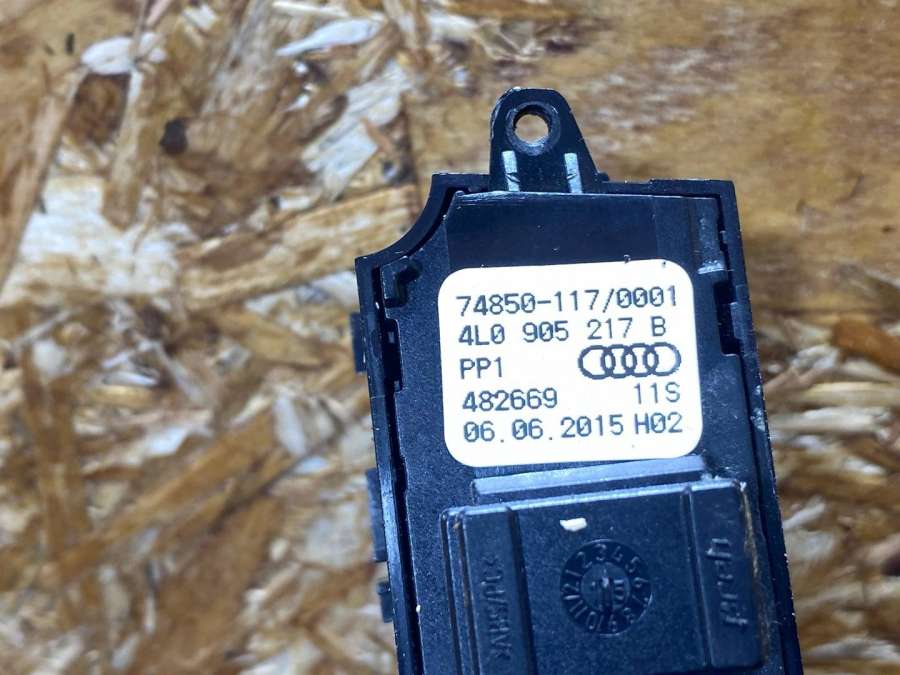 74850-117/0001
4L0 905 217 B
PP1
482669 11S
06.06.2015 H02